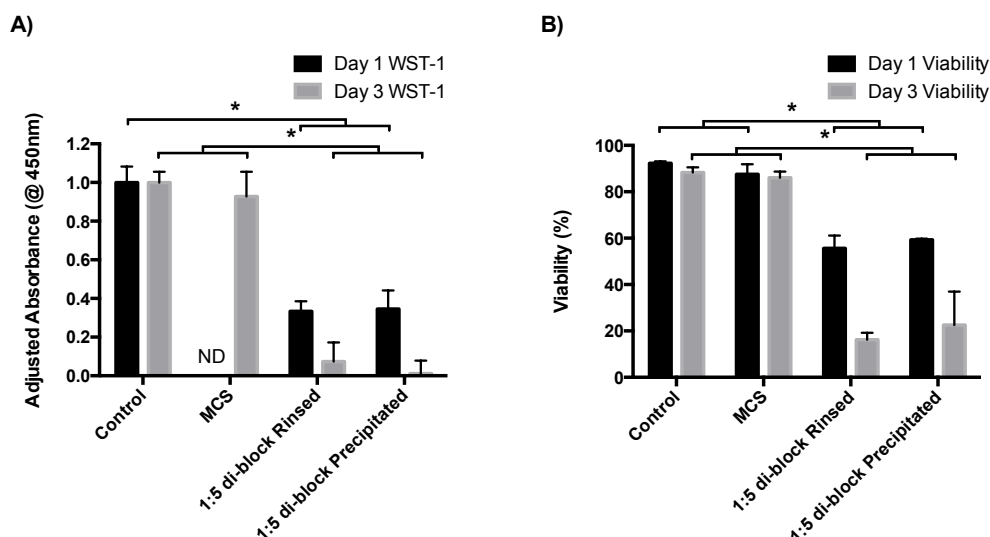 A)
Day 1 WST-1
Day 3 WST-1
*
*
Adjusted Absorbance (@ 450nm)
1.2
1.0
0.8
0.6
0.4
0.2
0.0
ND
Control
MCS
1:5 di-block Rinsed
1:5 di-block Precipitated
B)
Day 1 Viability
Day 3 Viability
*
*
Viability (%)
100
80
60
40
20
0
Control
MCS
1:5 di-block Rinsed
1:5 di-block Precipitated